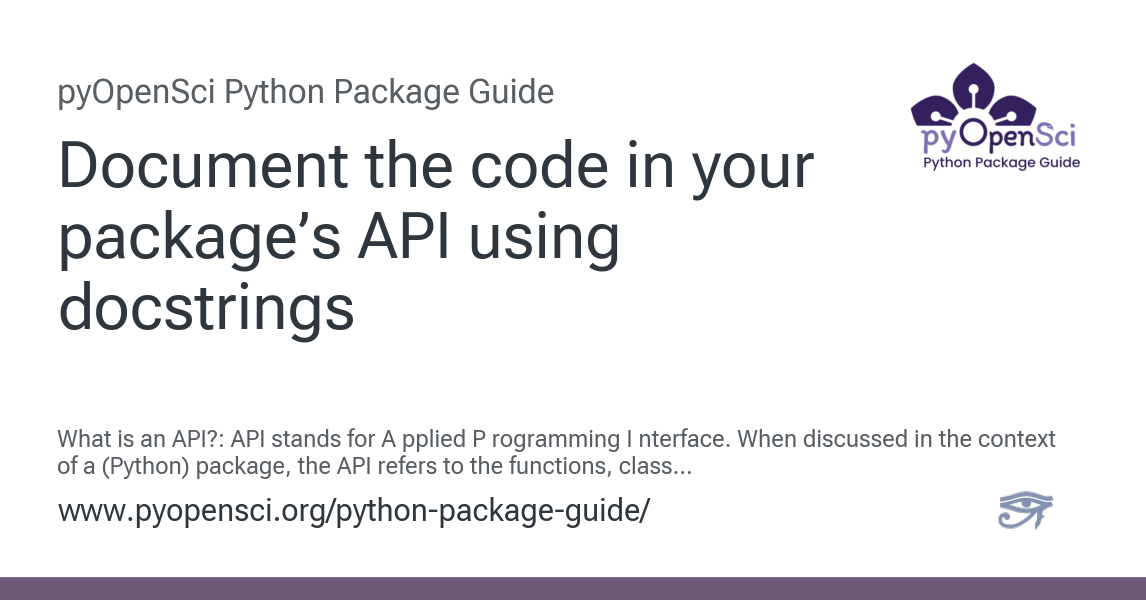 pyOpenSci Python Package Guide
Document the code in your
package’s API using
docstrings
pyOpenSci
Python Package Guide
What is an API?: API stands for A pplied P rogramming I nterface. When discussed in the context
of a (Python) package, the API refers to the functions, class...
www.pyopensci.org/python-package-guide/